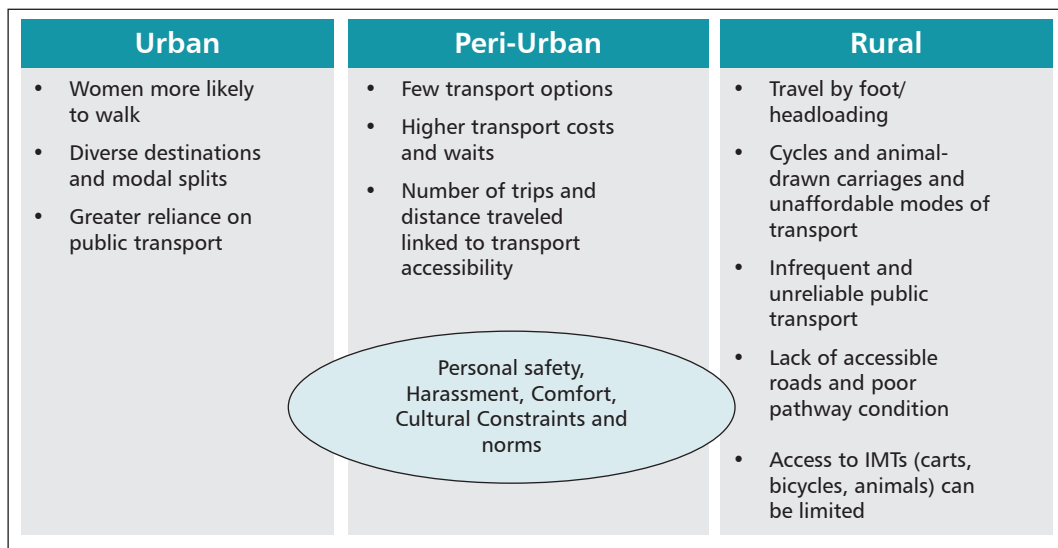 Urban
• Women more likely
to walk
• Diverse destinations
and modal splits
• Greater reliance on
public transport
Peri-Urban
• Few transport options
• Higher transport costs
and waits
• Number of trips and
distance traveled
linked to transport
accessibility
Rural
• Travel by foot/
headloading
• Cycles and animal-
drawn carriages and
unaffordable modes of
transport
• Infrequent and
unreliable public
transport
• Lack of accessible
roads and poor
pathway condition
• Access to IMTs (carts,
bicycles, animals) can
be limited
Personal safety,
Harassment, Comfort,
Cultural Constraints and
norms